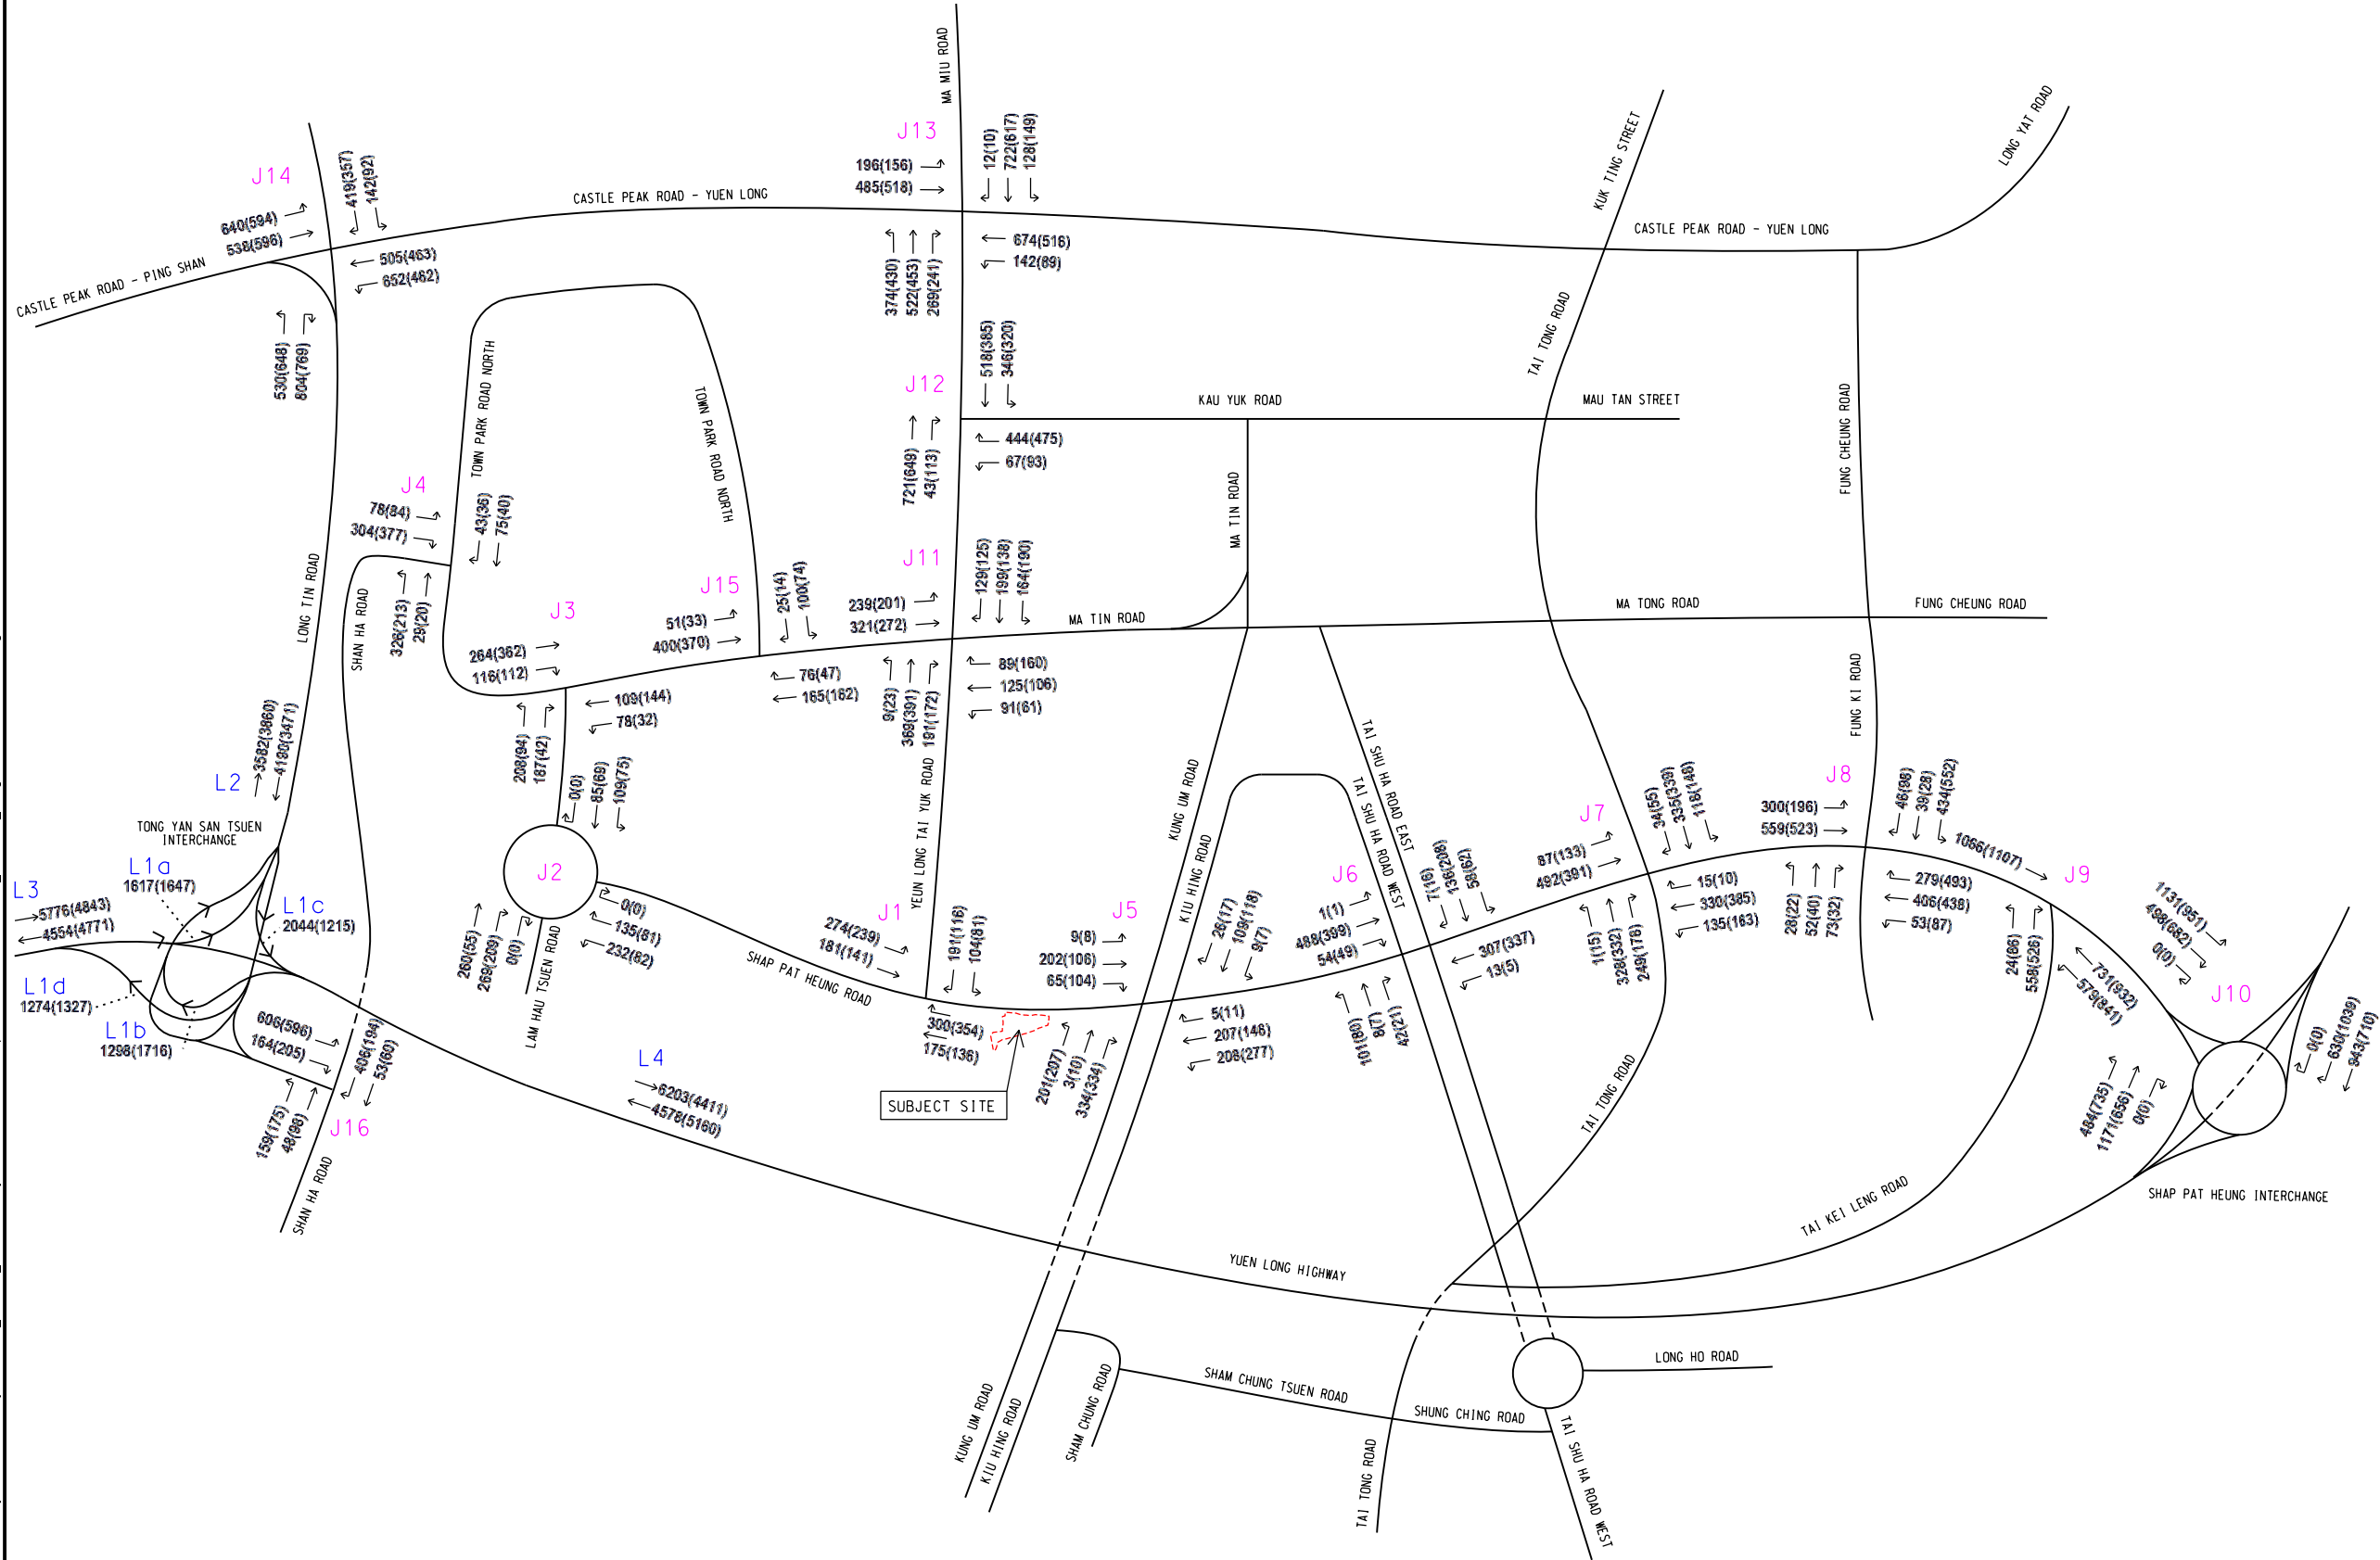 MA MIU ROAD
J13
196(156)
485(518)
12(10)
722(617)
128(149)
J14
640(594)
538(596)
419(357)
142(92)
CASTLE PEAK ROAD - YUEN LONG
KUK TING STREET
LONG YAT ROAD
CASTLE PEAK ROAD - YUEN LONG
CASTLE PEAK ROAD - PING SHAN
505(463)
652(462)
674(516)
142(89)
374(430)
522(453)
269(241)
530(648)
804(769)
TOWN PARK ROAD NORTH
TOWN PARK ROAD NORTH
518(385)
346(320)
TAI TONG ROAD
J12
KAU YUK ROAD
MAU TAN STREET
721(649)
43(113)
444(475)
67(93)
MA TIN ROAD
FUNG CHEUNG ROAD
J4
78(84)
304(377)
43(36)
75(40)
326(213)
29(20)
LONG TIN ROAD
SHAN HA ROAD
J3
264(362)
116(112)
J15
51(33)
400(370)
25(14)
100(74)
J11
239(201)
321(272)
129(125)
199(138)
164(190)
MA TIN ROAD
MA TONG ROAD
FUNG CHEUNG ROAD
109(144)
78(32)
76(47)
165(162)
9(23)
369(391)
191(172)
89(160)
125(106)
91(61)
208(94)
187(42)
0(0)
85(69)
109(75)
L2
3582(3860)
4190(3471)
TONG YAN SAN TSUEN
INTERCHANGE
L1a
1617(1647)
L3
5776(4843)
4554(4771)
L1c
2044(1215)
L1d
1274(1327)
L1b
1298(1716)
J2
0(0)
135(81)
232(82)
260(55)
269(209)
0(0)
LAM HAU TSUEN ROAD
SHAP PAT HEUNG ROAD
YEUN LONG TAI YUK ROAD
J1
274(239)
181(141)
191(116)
104(81)
300(354)
175(136)
SUBJECT SITE
J5
9(8)
202(106)
65(104)
26(17)
109(118)
9(7)
201(207)
3(10)
334(334)
5(11)
207(146)
206(277)
KUNG UM ROAD
KIU HING ROAD
TAI SHU HA ROAD EAST
TAI SHU HA ROAD WEST
J6
1(1)
488(399)
54(49)
7(16)
136(208)
58(62)
307(337)
13(5)
101(80)
8(7)
42(21)
J7
87(133)
492(391)
34(55)
335(339)
118(148)
15(10)
330(385)
135(163)
1(15)
328(332)
249(176)
FUNG KI ROAD
J8
300(196)
559(523)
46(98)
39(28)
434(552)
279(493)
406(438)
53(87)
28(22)
52(40)
73(32)
J9
1066(1107)
731(932)
579(841)
24(86)
558(526)
J10
1131(951)
498(682)
0(0)
0(0)
630(1039)
943(710)
484(735)
1171(656)
0(0)
SHAP PAT HEUNG INTERCHANGE
606(596)
164(205)
406(194)
53(60)
159(175)
48(98)
J16
SHAN HA ROAD
L4
6203(4411)
4578(5160)
YUEN LONG HIGHWAY
TAI TONG ROAD
TAI KEI LENG ROAD
LONG HO ROAD
KUNG UM ROAD
KIU HING ROAD
SHAM CHUNG ROAD
SHAM CHUNG TSUEN ROAD
SHUNG CHING ROAD
TAI TONG ROAD
TAI SHU HA ROAD WEST